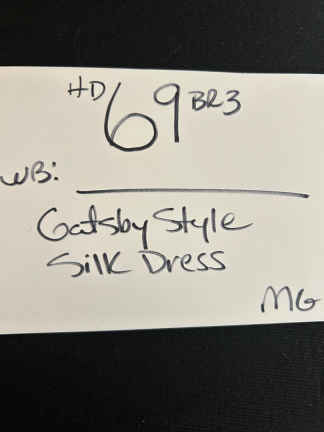 HD 69 BR3
WB:
Gatsby Style
Silk Dress
MG